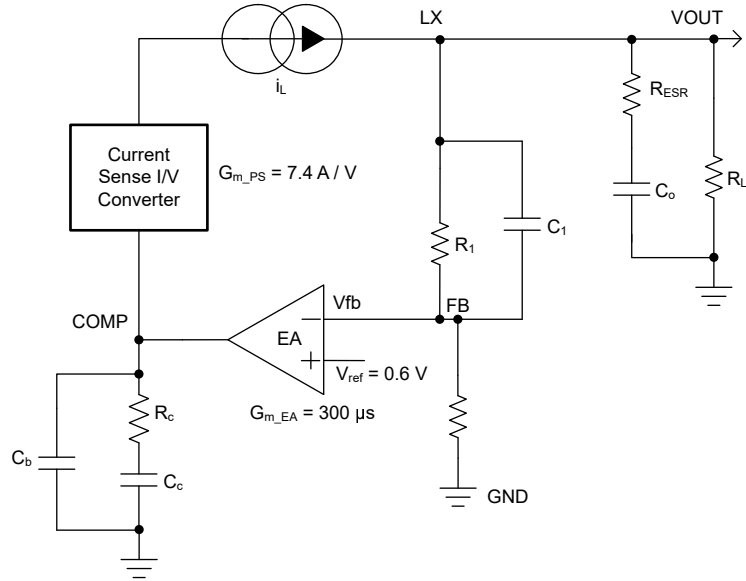 LX
VOUT
iL
RESR
Current
Sense I/V
Converter
Gm_PS = 7.4 A / V
Co
RL
R1
C1
COMP
Vfb
FB
EA
Vref = 0.6 V
Gm_EA = 300 µs
Rc
Cb
Cc
GND